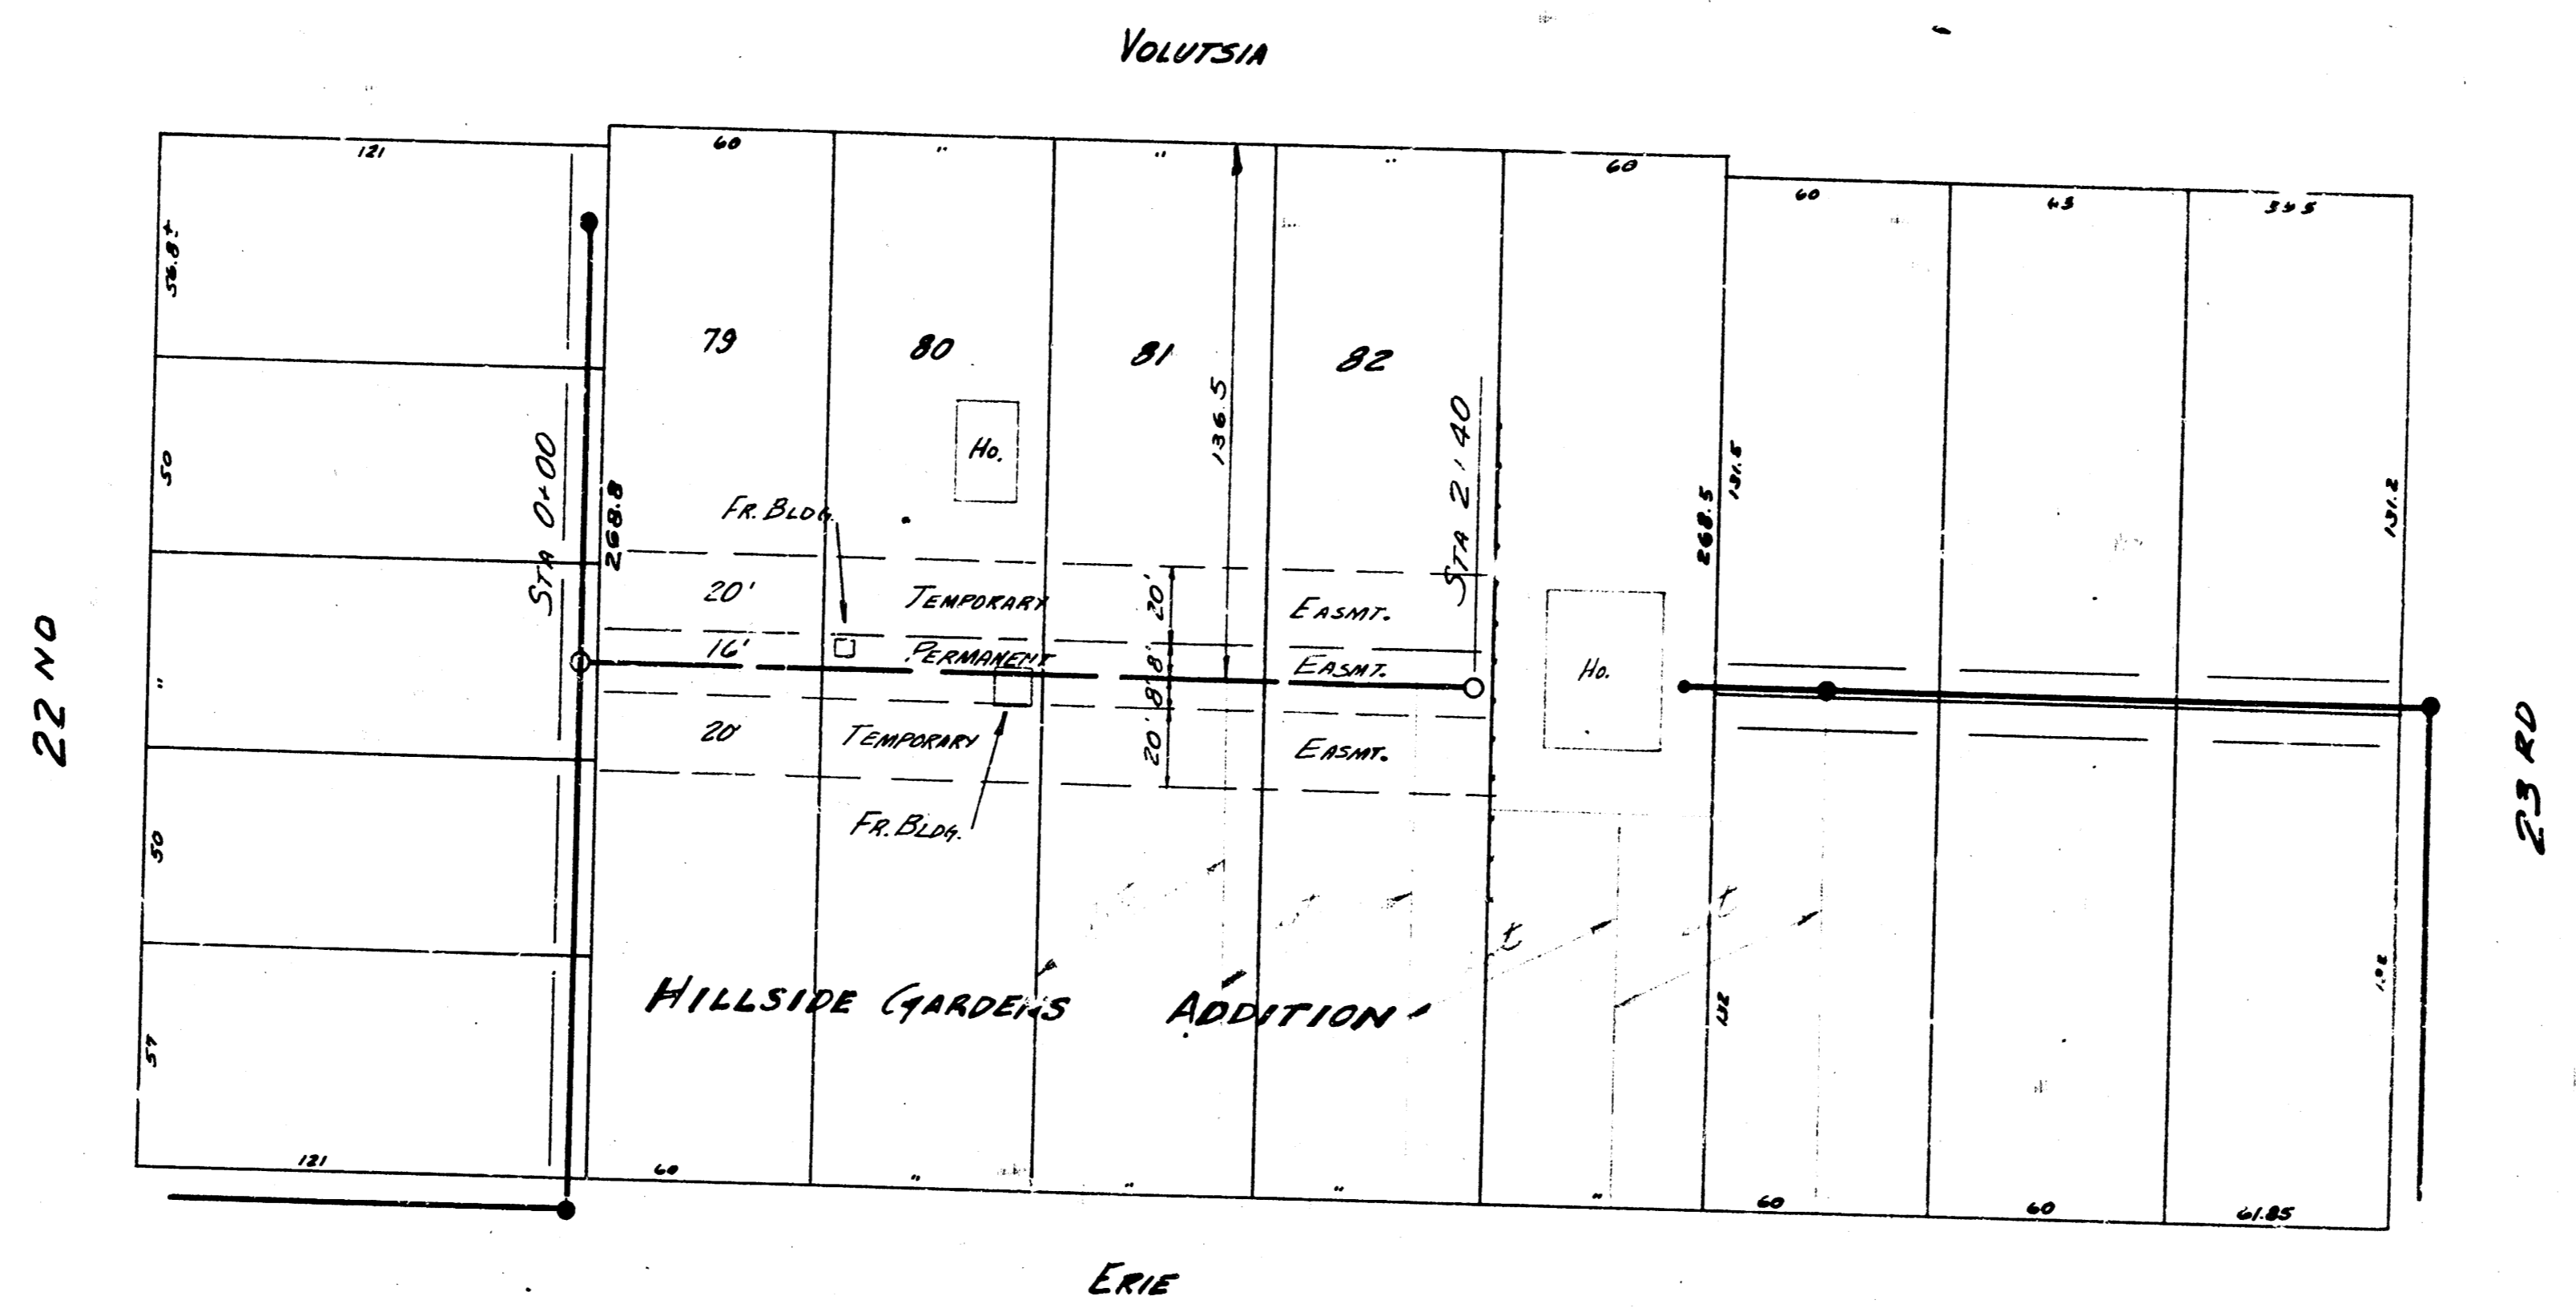 VOLUTSIA
121
60
"
"
"
60
60
63
56.8±
79
80
81
82
136.5
STA 2+40
50
STA 0+00
268.8
Ho.
FR. BLDG.
268.5
131.5
131.2
20' TEMPORARY 20' EASMT.
16' PERMANENT 8' EASMT.
8'
20' TEMPORARY 20' EASMT.
Ho.
"
22 ND
23 RD
FR. BLDG.
50
HILLSIDE GARDENS ADDITION
132
57
121
60
"
"
"
"
60
60
61.85
ERIE